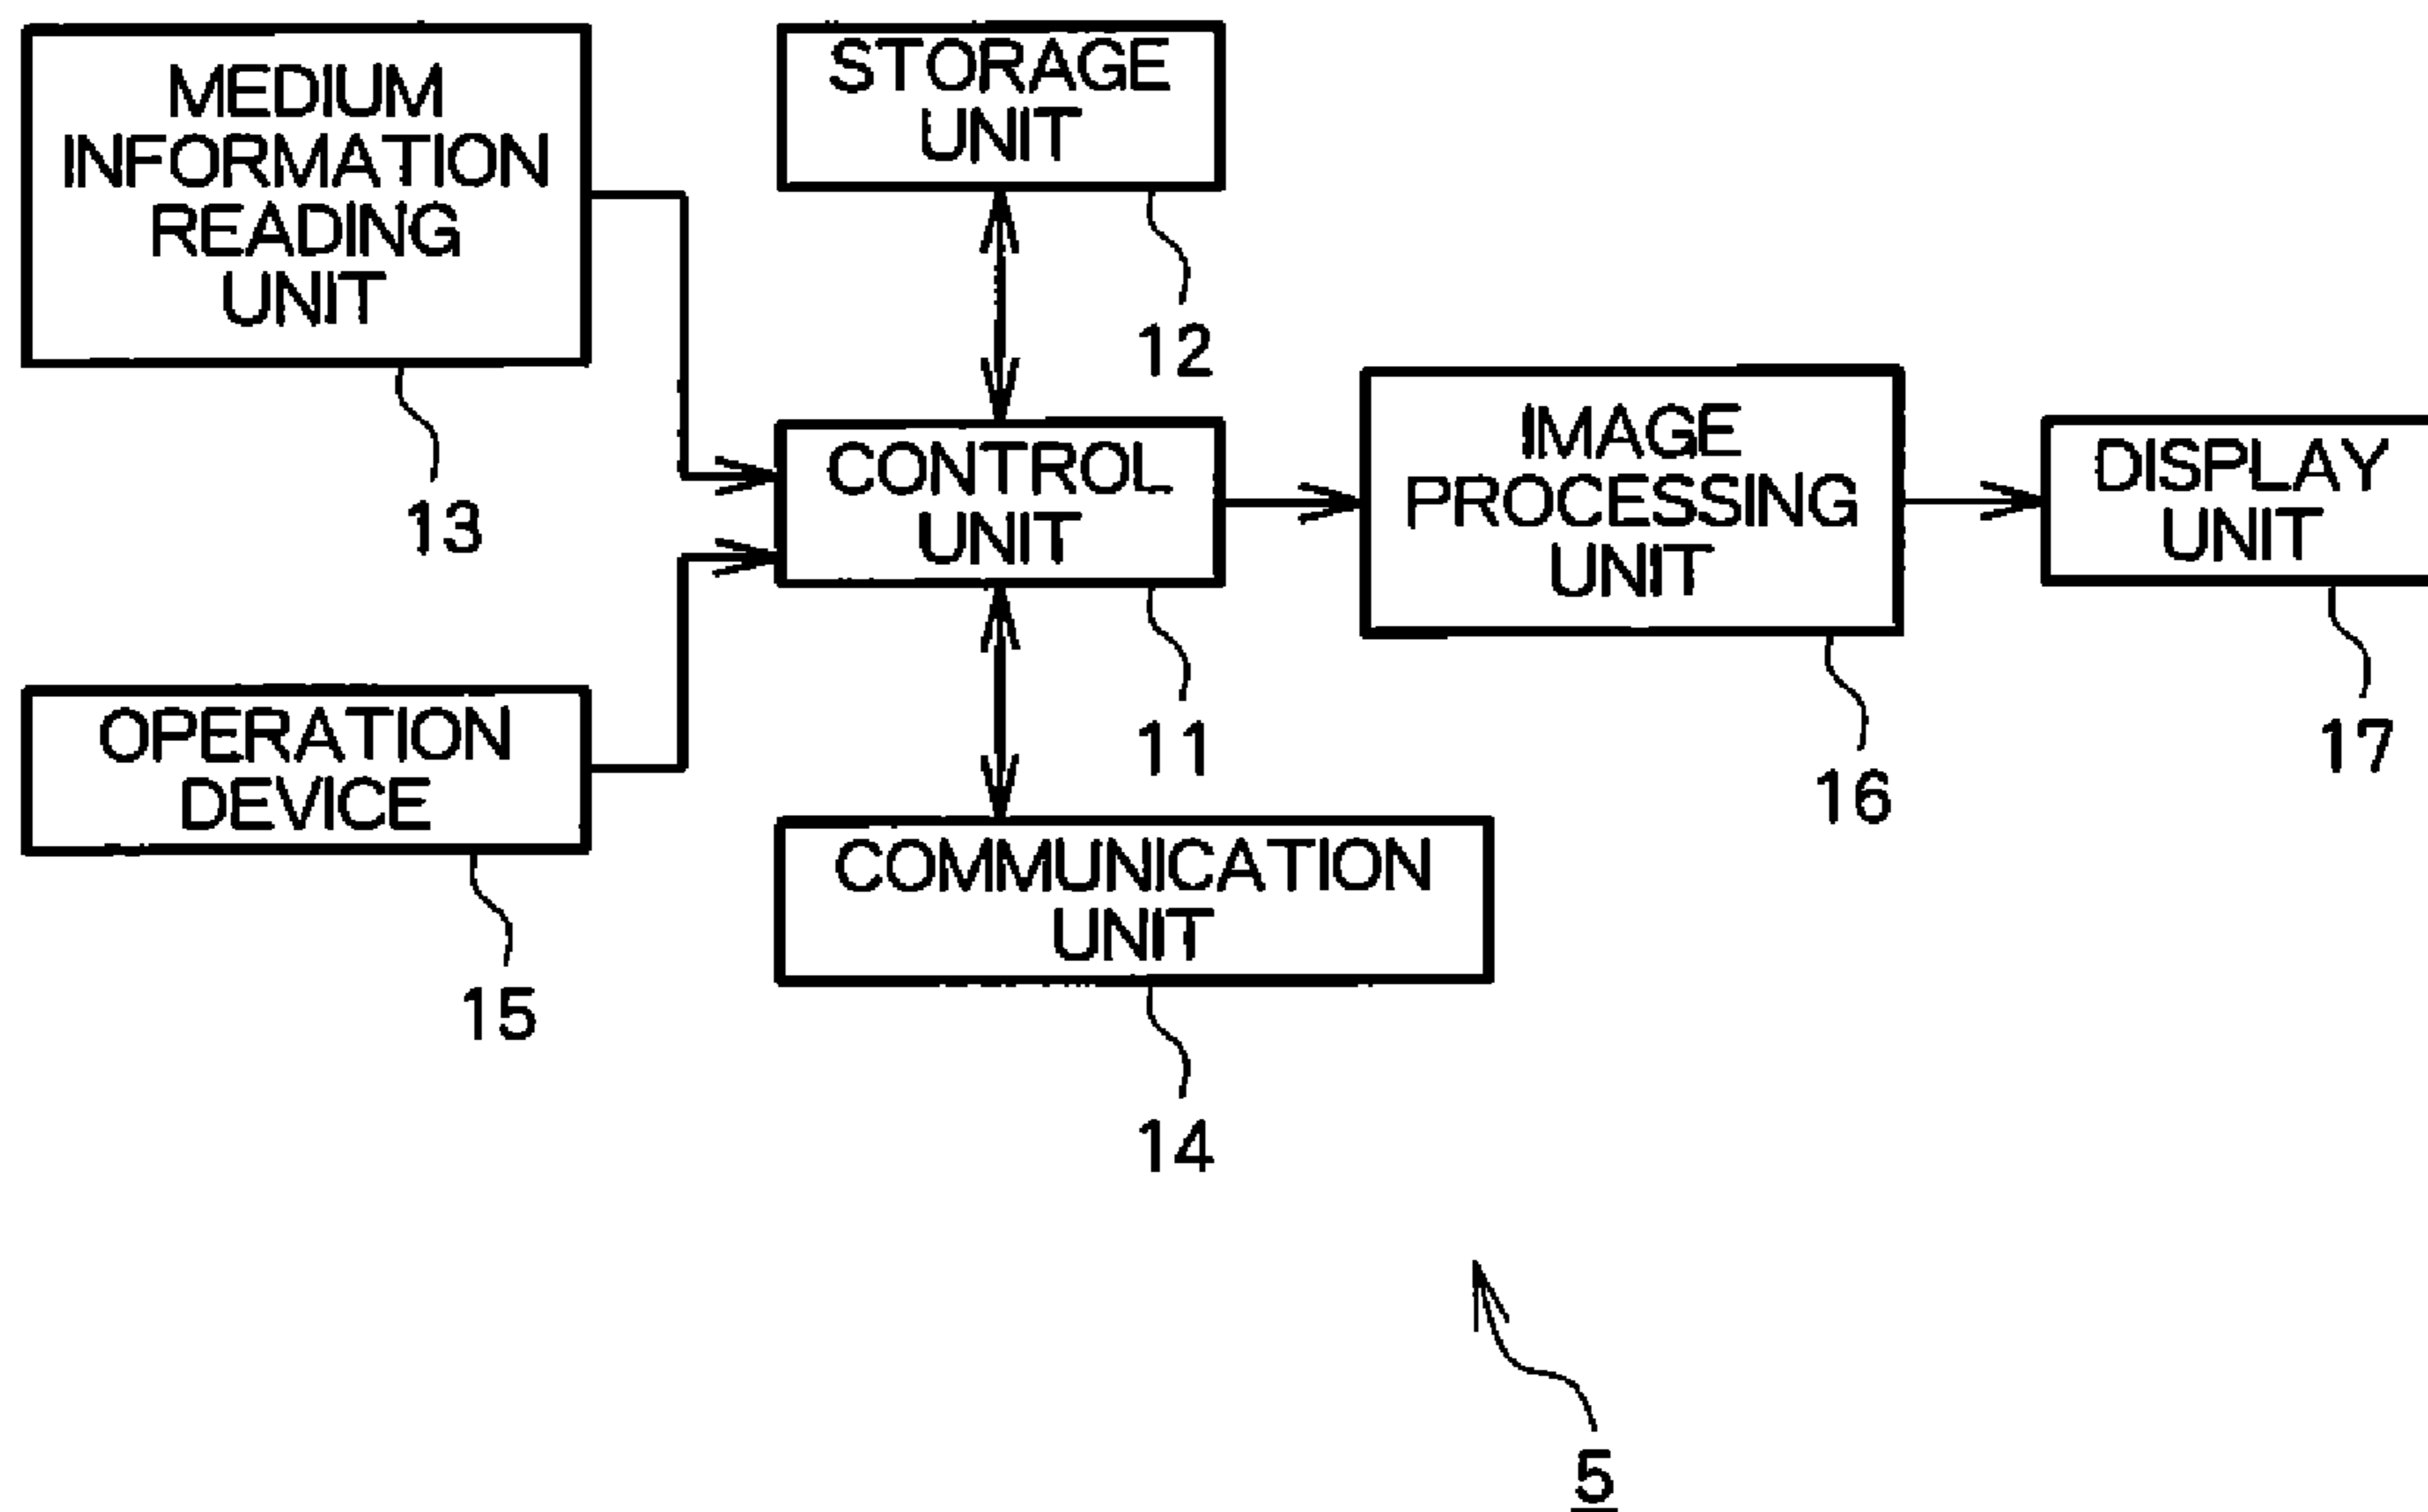 MEDIUM
INFORMATION
READING
UNIT
13
STORAGE
UNIT
12
CONTROL
UNIT
11
IMAGE
PROCESSING
UNIT
16
DISPLAY
UNIT
17
OPERATION
DEVICE
15
COMMUNICATION
UNIT
14
5